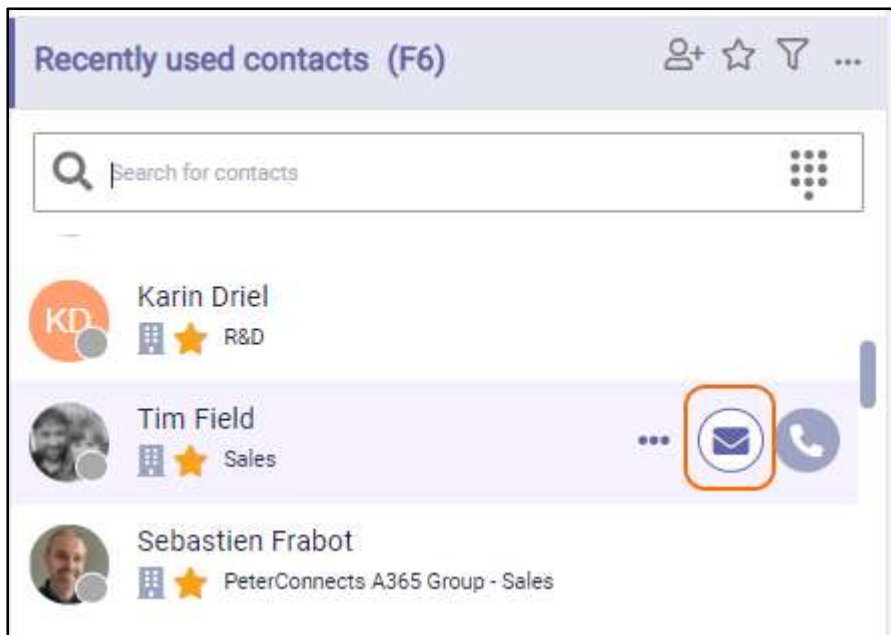 Recently used contacts (F6)
Search for contacts
KD
Karin Driel
R&D
Tim Field
Sales
Sebastien Frabot
PeterConnects A365 Group - Sales